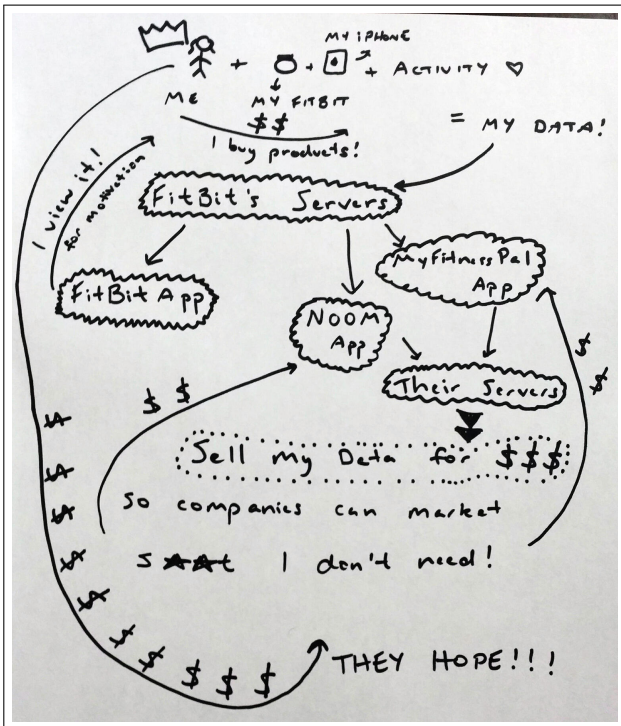 MY IPHONE
+ + + ACTIVITY ♡
ME
MY FITBIT
$$
I buy products!
= MY DATA!
I view it!
for motivation
FitBit's Servers
FitBit App
MyFitnessPal
App
NOOM
App
Their Servers
$ $
$ $
Sell my Data for $$$
so companies can market
S★★t I don't need!
$ $ $ $ $ $ $ $ $ $
THEY HOPE!!!